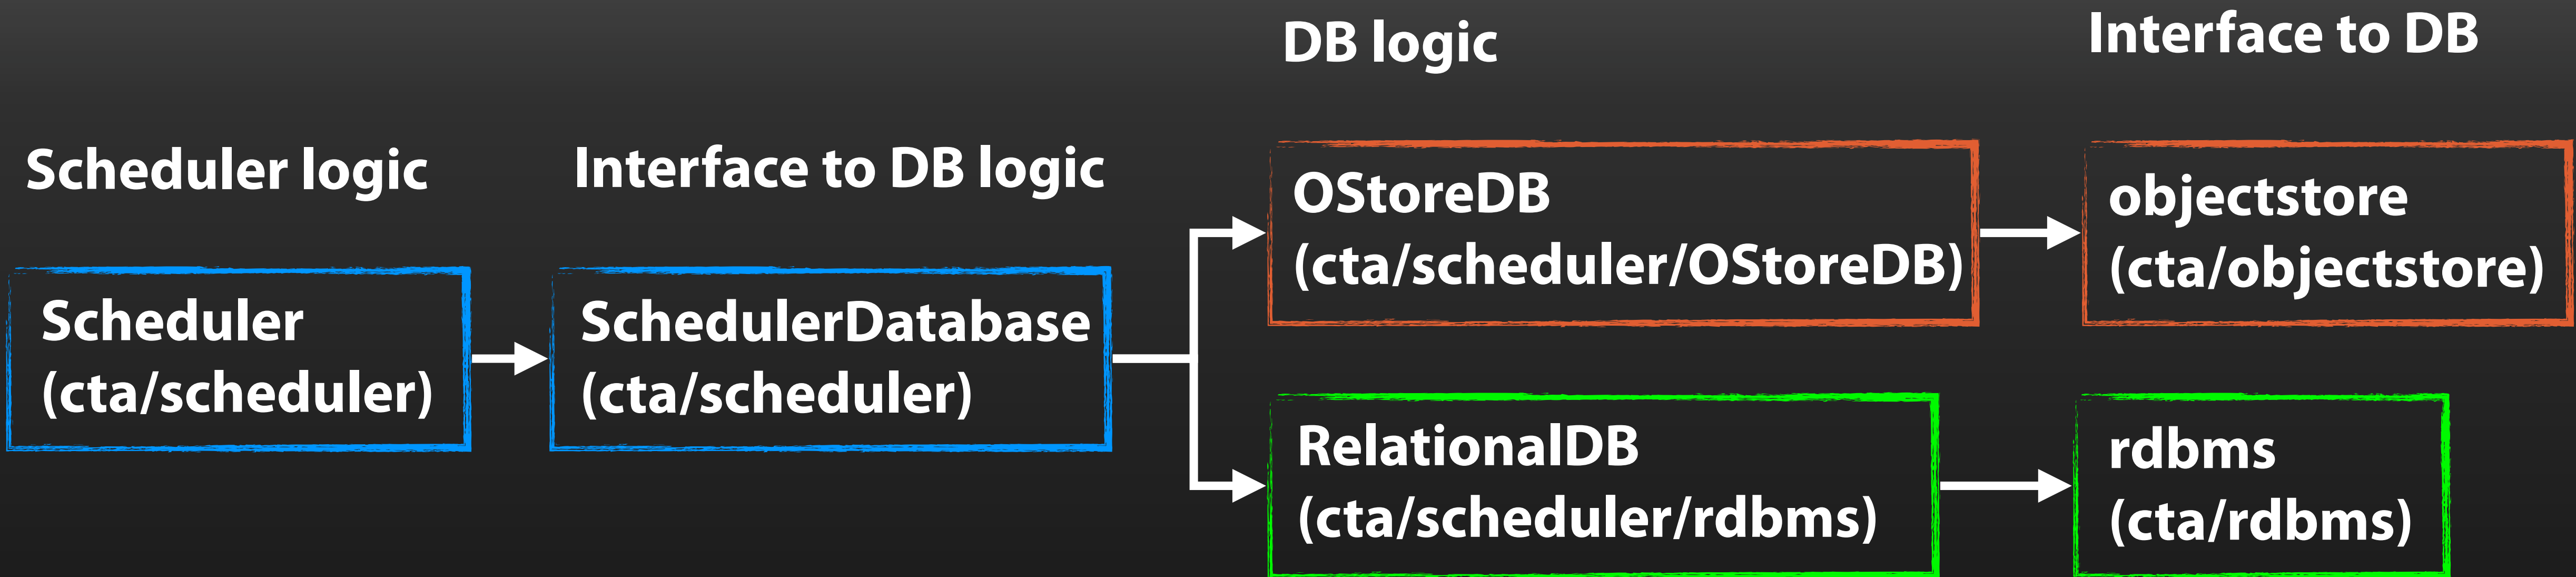 Scheduler logic
Scheduler
(cta/scheduler)
Interface to DB logic
SchedulerDatabase
(cta/scheduler)
DB logic
OStoreDB
(cta/scheduler/OStoreDB)
RelationalDB
(cta/scheduler/rdbms)
Interface to DB
objectstore
(cta/objectstore)
rdbms
(cta/rdbms)